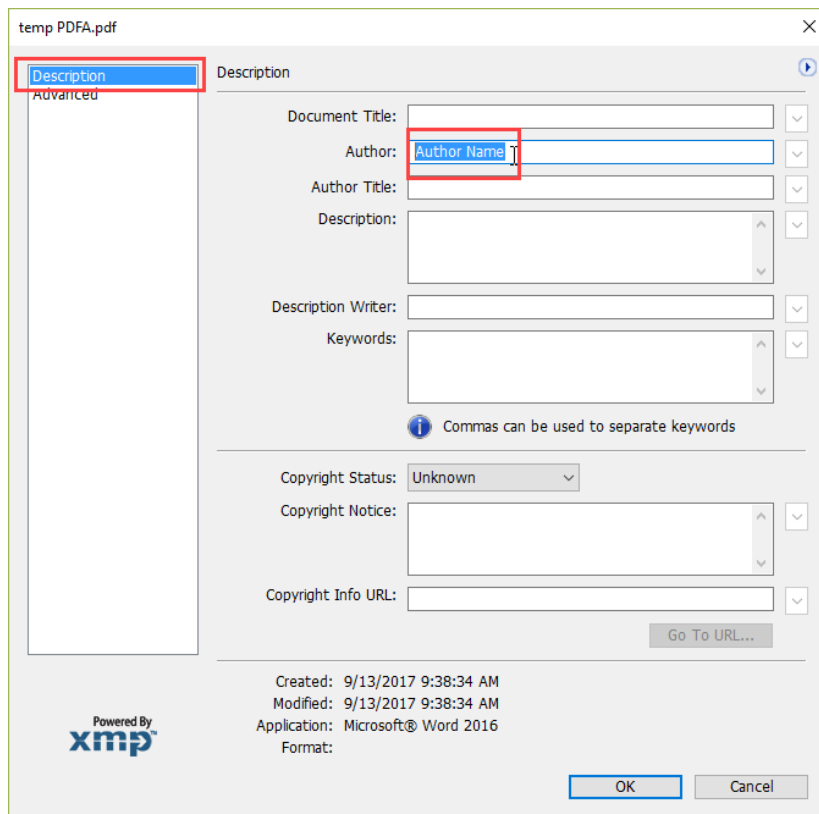 temp PDFA.pdf
Description
Advanced
Description
Document Title:
Author: Author Name
Author Title:
Description:
Description Writer:
Keywords:
Commas can be used to separate keywords
Copyright Status: Unknown
Copyright Notice:
Copyright Info URL:
Go To URL...
Created: 9/13/2017 9:38:34 AM
Modified: 9/13/2017 9:38:34 AM
Application: Microsoft® Word 2016
Format:
Powered By
xmp™
OK Cancel